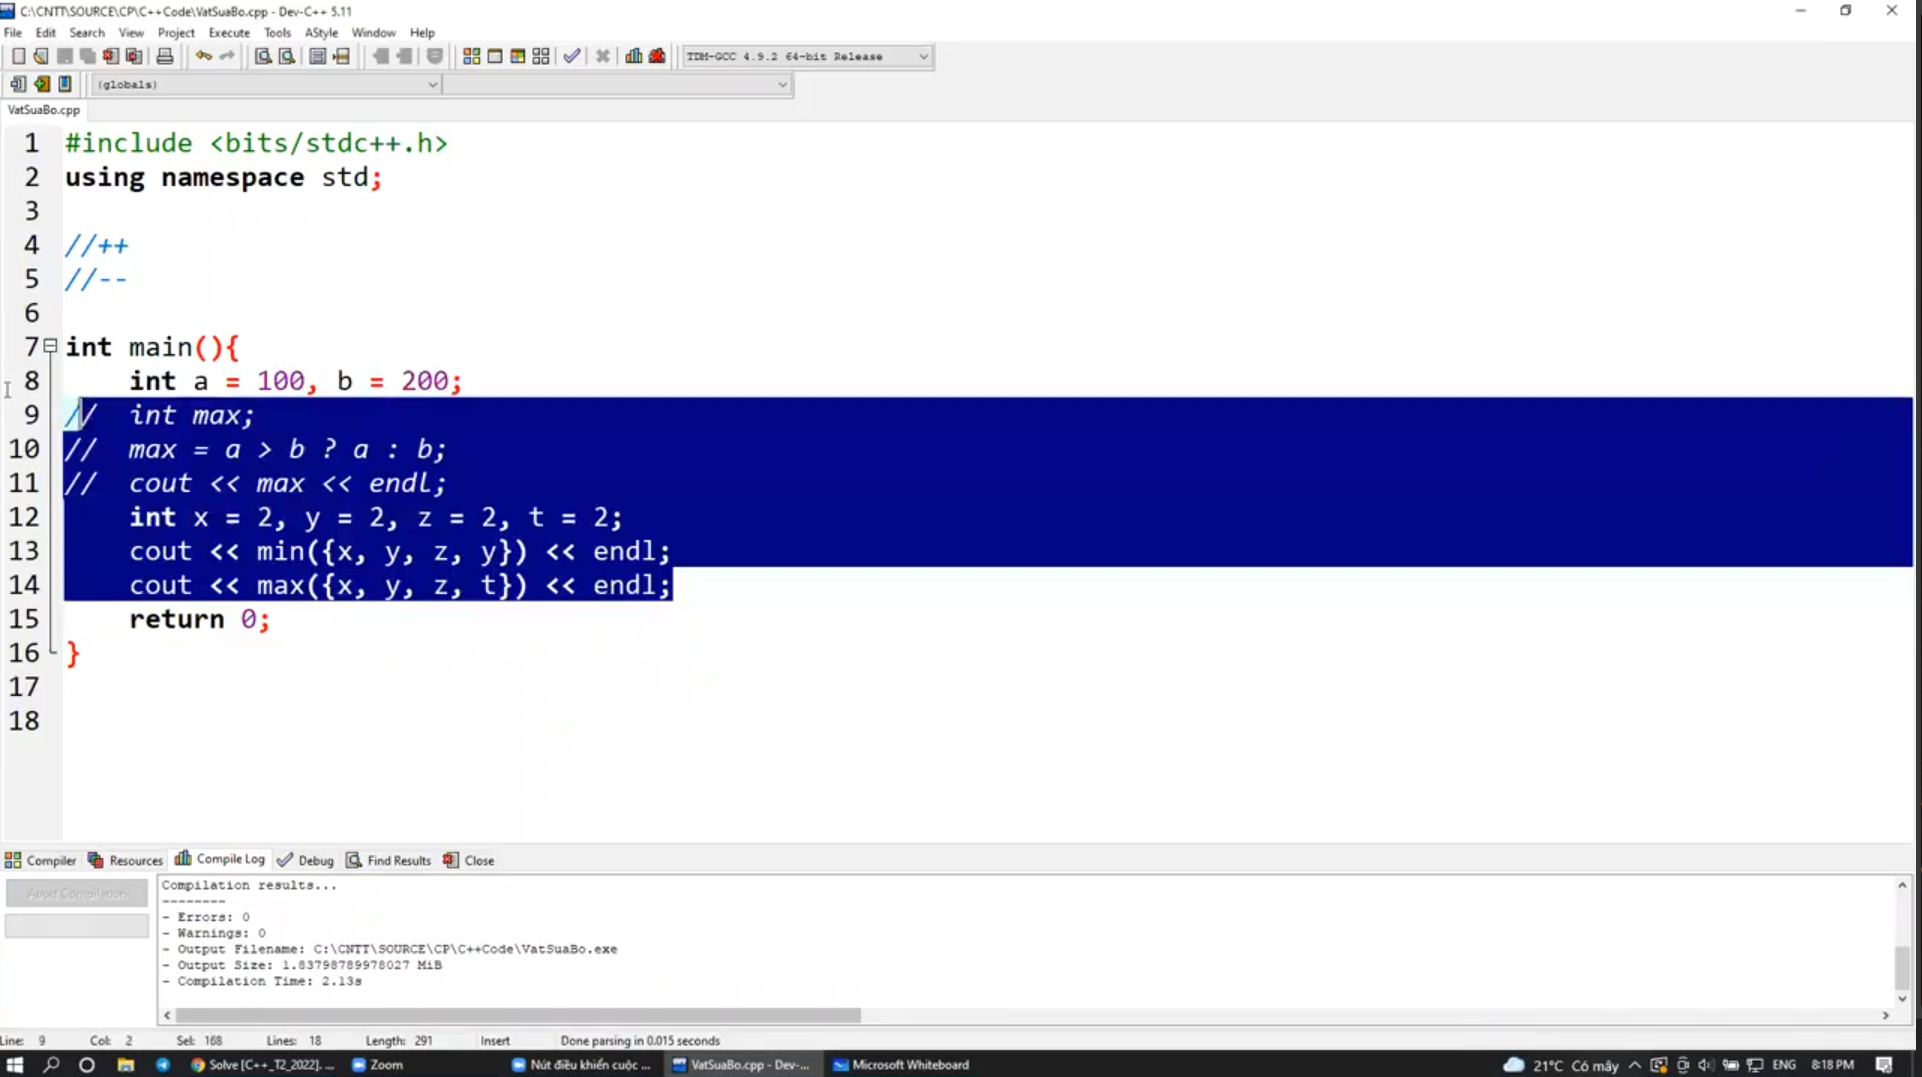 C:\CNTT\SOURCE\CP\C++Code\VatSuaBo.cpp - Dev-C++ 5.11
File Edit Search View Project Execute Tools AStyle Window Help
TDM-GCC 4.9.2 64-bit Release
(globals)
VatSuaBo.cpp
1 #include <bits/stdc++.h>
2 using namespace std;
3
4 //++
5 //--
6
7 int main(){
8 int a = 100, b = 200;
9 // int max;
10 // max = a > b ? a : b;
11 // cout << max << endl;
12 int x = 2, y = 2, z = 2, t = 2;
13 cout << min({x, y, z, y}) << endl;
14 cout << max({x, y, z, t}) << endl;
15 return 0;
16 }
17
18
Compiler Resources Compile Log Debug Find Results Close
Abort Compilation
Compilation results...
--------
- Errors: 0
- Warnings: 0
- Output Filename: C:\CNTT\SOURCE\CP\C++Code\VatSuaBo.exe
- Output Size: 1.83798789978027 MiB
- Compilation Time: 2.13s
Line: 9 Col: 2 Sel: 168 Lines: 18 Length: 291 Insert Done parsing in 0.015 seconds
Solve [C++_T2_2022]. ... Zoom Nút điều khiển cuộc ... VatSuaBo.cpp - Dev-... Microsoft Whiteboard 21°C Có mây ENG 8:18 PM